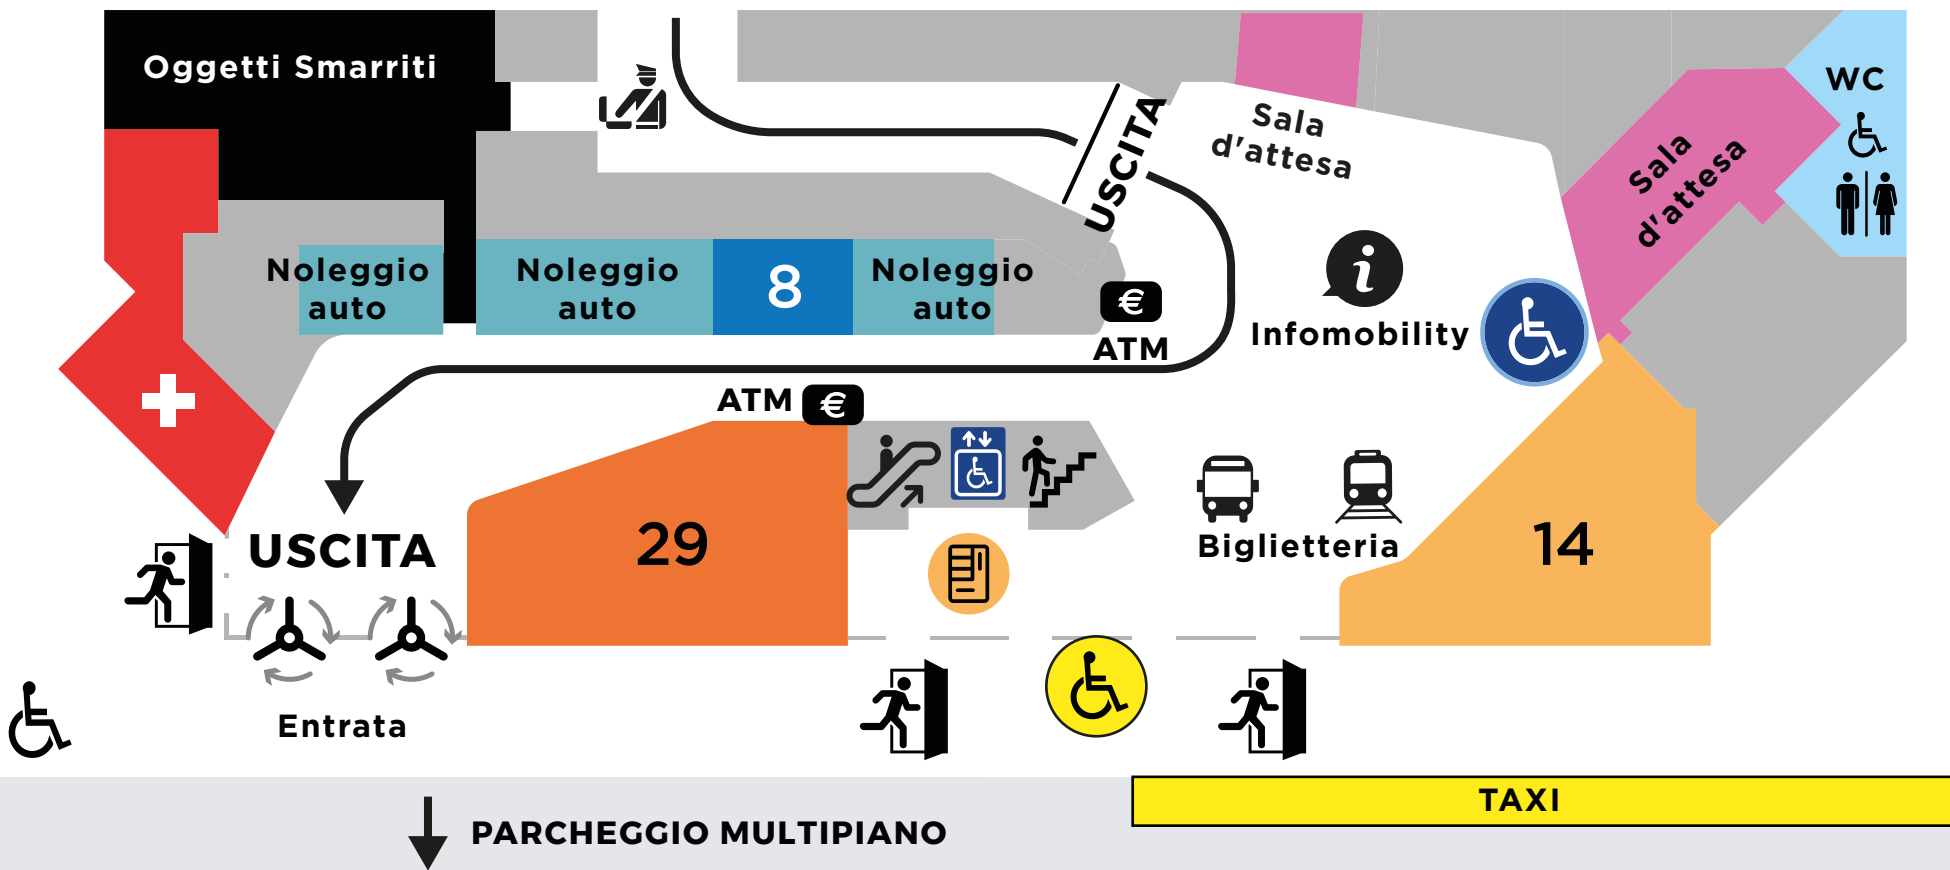 Oggetti Smarriti
WC
USCITA
Sala
d'attesa
Sala
d'attesa
Noleggio
auto
Noleggio
auto
8
Noleggio
auto
€
ATM
i
Infomobility
ATM
€
29
14
USCITA
Biglietteria
Entrata
TAXI
PARCHEGGIO MULTIPIANO